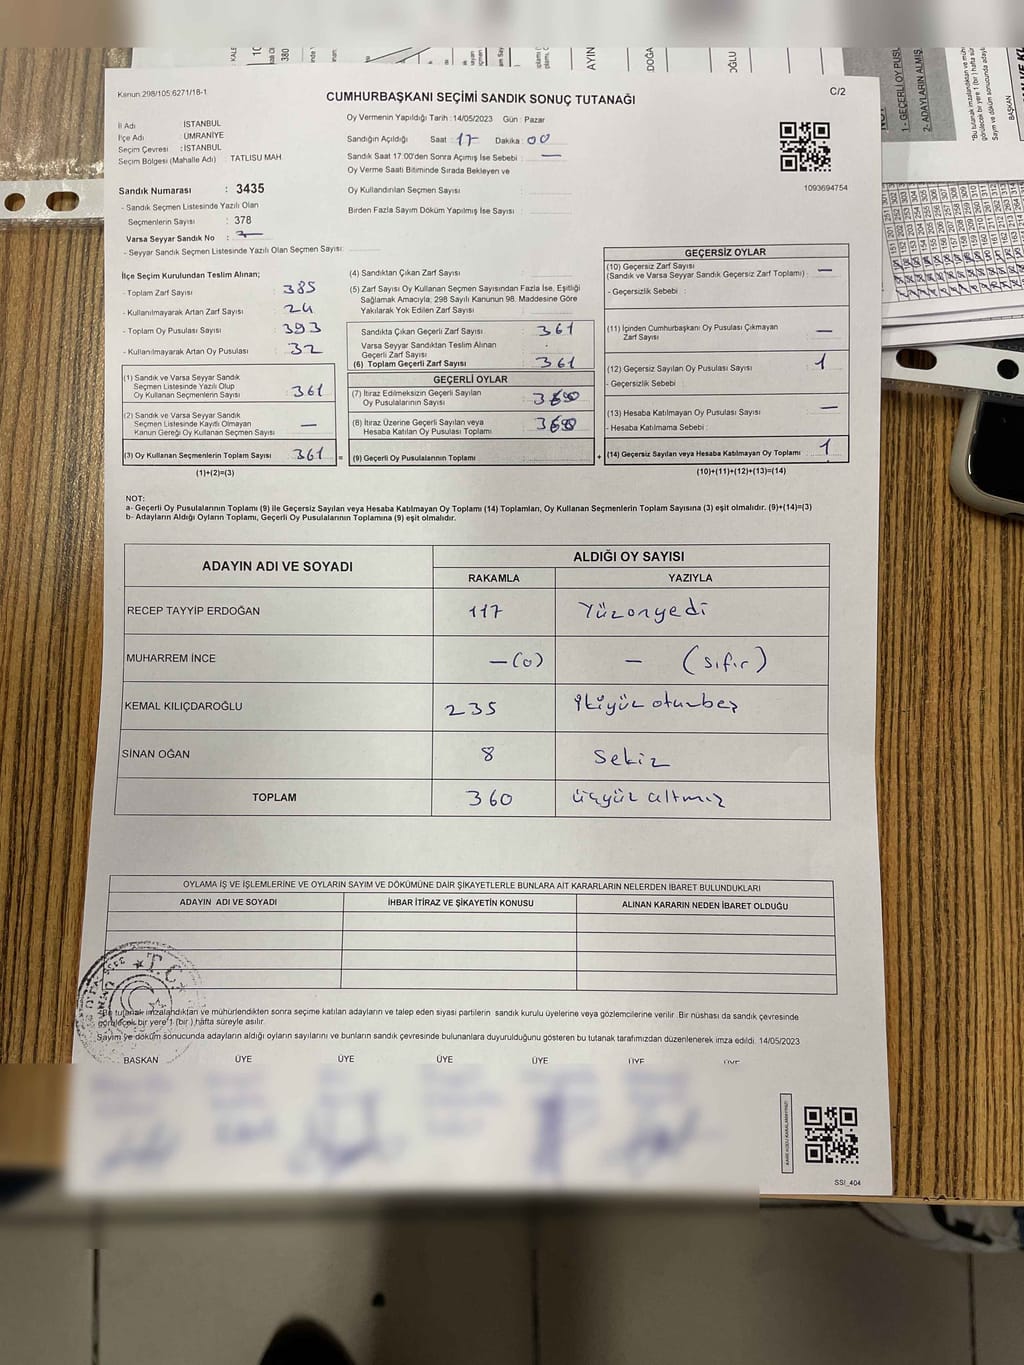 Kanun 298/105,6271/18-1
CUMHURBAŞKANI SEÇİMİ SANDIK SONUÇ TUTANAĞI
C/2
İl Adı İSTANBUL
İlçe Adı ÜMRANİYE
Seçim Çevresi : İSTANBUL
Seçim Bölgesi (Mahalle Adı) : TATLISU MAH.
Sandık Numarası : 3435
- Sandık Seçmen Listesinde Yazılı Olan
Seçmenlerin Sayısı : 378
Varsa Seyyar Sandık No :
- Seyyar Sandık Seçmen Listesinde Yazılı Olan Seçmen Sayısı:
Oy Vermenin Yapıldığı Tarih : 14/05/2023 Gün : Pazar
Sandığın Açıldığı Saat : 17 Dakika : 00
Sandık Saat 17:00'den Sonra Açımış İse Sebebi : —
Oy Verme Saati Bitiminde Sırada Bekleyen ve
Oy Kullandırılan Seçmen Sayısı :
Birden Fazla Sayım Döküm Yapılmış İse Sayısı :
1093694754
İlçe Seçim Kurulundan Teslim Alınan;
- Toplam Zarf Sayısı : 385
- Kullanılmayarak Artan Zarf Sayısı : 24
- Toplam Oy Pusulası Sayısı : 393
- Kullanılmayarak Artan Oy Pusulası : 32
(1) Sandık ve Varsa Seyyar Sandık
Seçmen Listesinde Yazılı Olup
Oy Kullanan Seçmenlerin Sayısı : 361
(2) Sandık ve Varsa Seyyar Sandık
Seçmen Listesinde Kayıtlı Olmayan
Kanun Gereği Oy Kullanan Seçmen Sayısı : —
(3) Oy Kullanan Seçmenlerin Toplam Sayısı : 361
(1)+(2)=(3)
(4) Sandıktan Çıkan Zarf Sayısı :
(5) Zarf Sayısı Oy Kullanan Seçmen Sayısından Fazla İse, Eşitliği
Sağlamak Amacıyla; 298 Sayılı Kanunun 98. Maddesine Göre
Yakılarak Yok Edilen Zarf Sayısı :
Sandıkta Çıkan Geçerli Zarf Sayısı : 361
Varsa Seyyar Sandıktan Teslim Alınan
Geçerli Zarf Sayısı
(6) Toplam Geçerli Zarf Sayısı : 361
GEÇERLİ OYLAR
(7) İtiraz Edilmeksizin Geçerli Sayılan
Oy Pusulalarının Sayısı
(8) İtiraz Üzerine Geçerli Sayılan veya
Hesaba Katılan Oy Pusulası Toplamı
= (9) Geçerli Oy Pusulalarının Toplamı : +
GEÇERSİZ OYLAR
(10) Geçersiz Zarf Sayısı
(Sandık ve Varsa Seyyar Sandık Geçersiz Zarf Toplamı) : —
- Geçersizlik Sebebi :
(11) İçinden Cumhurbaşkanı Oy Pusulası Çıkmayan
Zarf Sayısı : —
(12) Geçersiz Sayılan Oy Pusulası Sayısı : 1
- Geçersizlik Sebebi :
(13) Hesaba Katılmayan Oy Pusulası Sayısı : —
- Hesaba Katılmama Sebebi :
(14) Geçersiz Sayılan veya Hesaba Katılmayan Oy Toplamı : 1
(10)+(11)+(12)+(13)=(14)
NOT:
a- Geçerli Oy Pusulalarının Toplamı (9) ile Geçersiz Sayılan veya Hesaba Katılmayan Oy Toplamı (14) Toplamları, Oy Kullanan Seçmenlerin Toplam Sayısına (3) eşit olmalıdır. (9)+(14)=(3)
b- Adayların Aldığı Oyların Toplamı, Geçerli Oy Pusulalarının Toplamına (9) eşit olmalıdır.
ADAYIN ADI VE SOYADI
ALDIĞI OY SAYISI
RAKAMLA YAZIYLA
RECEP TAYYİP ERDOĞAN 117 Yüzonyedi
MUHARREM İNCE —(0) — (sıfır)
KEMAL KILIÇDAROĞLU 235 İkiyüz otuzbeş
SİNAN OĞAN 8 Sekiz
TOPLAM 360 üçyüz altmış
OYLAMA İŞ VE İŞLEMLERİNE VE OYLARIN SAYIM VE DÖKÜMÜNE DAİR ŞİKAYETLERLE BUNLARA AİT KARARLARIN NELERDEN İBARET BULUNDUKLARI
ADAYIN ADI VE SOYADI İHBAR İTİRAZ VE ŞİKAYETİN KONUSU ALINAN KARARIN NEDEN İBARET OLDUĞU
T.C.
*Bu tutanak imzalandıktan ve mühürlendikten sonra seçime katılan adayların ve talep eden siyasi partilerin sandık kurulu üyelerine veya gözlemcilerine verilir. Bir nüshası da sandık çevresinde
görülecek bir yere 1 (bir) hafta süreyle asılır.
Sayım ve döküm sonucunda adayların aldığı oyların sayılarını ve bunların sandık çevresinde bulunanlara duyurulduğunu gösteren bu tutanak tarafımızdan düzenlenerek imza edildi. 14/05/2023
BAŞKAN ÜYE ÜYE ÜYE ÜYE ÜYE ÜYE
SSİ_404
1- GEÇERLİ OY PUSU
2- ADAYLARIN ALMIŞ
BAŞKAN